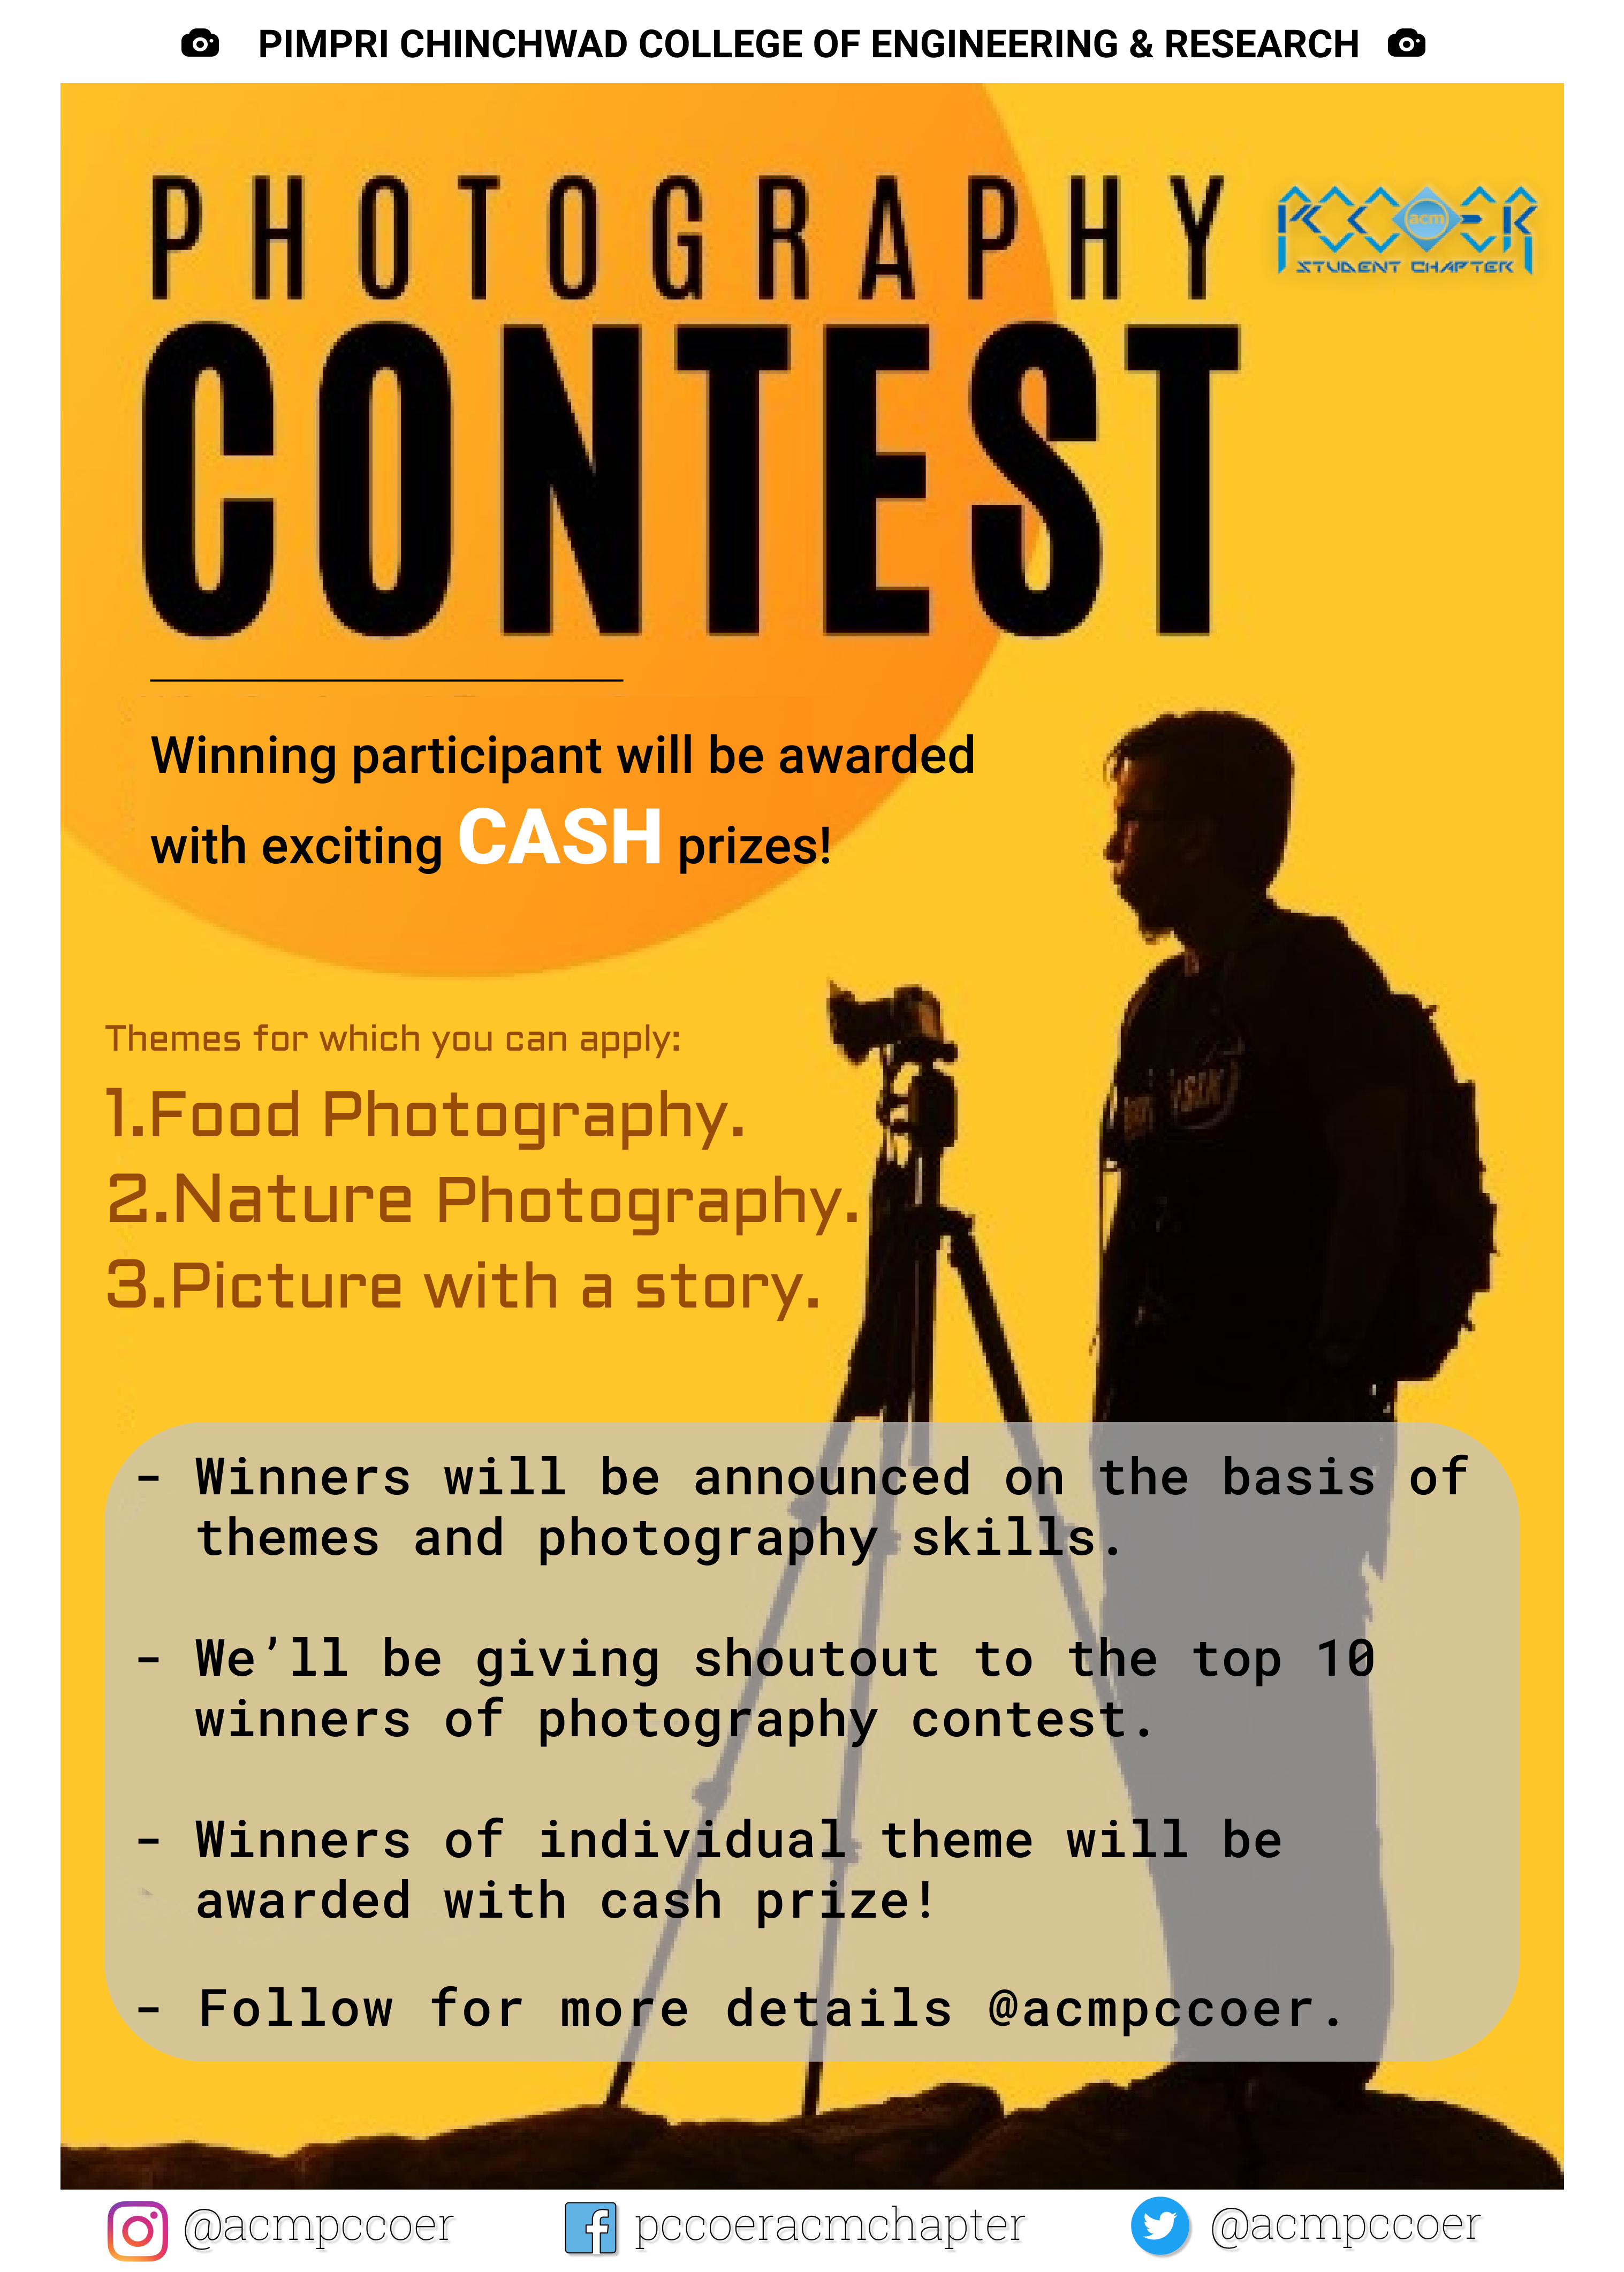 PIMPRI CHINCHWAD COLLEGE OF ENGINEERING & RESEARCH
PHOTOGRAPHY
PCCOER
acm
STUDENT CHAPTER
CONTEST
Winning participant will be awarded
with exciting CASH prizes!
Themes for which you can apply:
1.Food Photography.
2.Nature Photography.
3.Picture with a story.
- Winners will be announced on the basis of
themes and photography skills.
- We’ll be giving shoutout to the top 10
winners of photography contest.
- Winners of individual theme will be
awarded with cash prize!
- Follow for more details @acmpccoer.
@acmpccoer
pccoeracmchapter
@acmpccoer